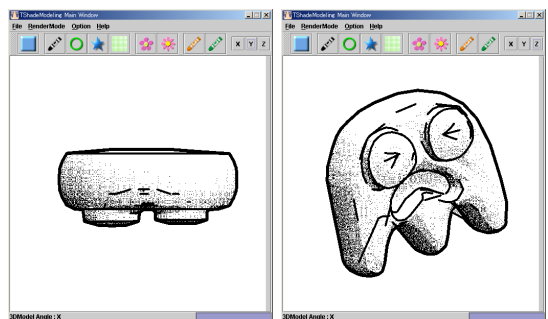 TShadeModeling Main Window
File RenderMode Option Help
X Y Z
3DModel Angle : X
TShadeModeling Main Window
File RenderMode Option Help
X Y Z
3DModel Angle : X